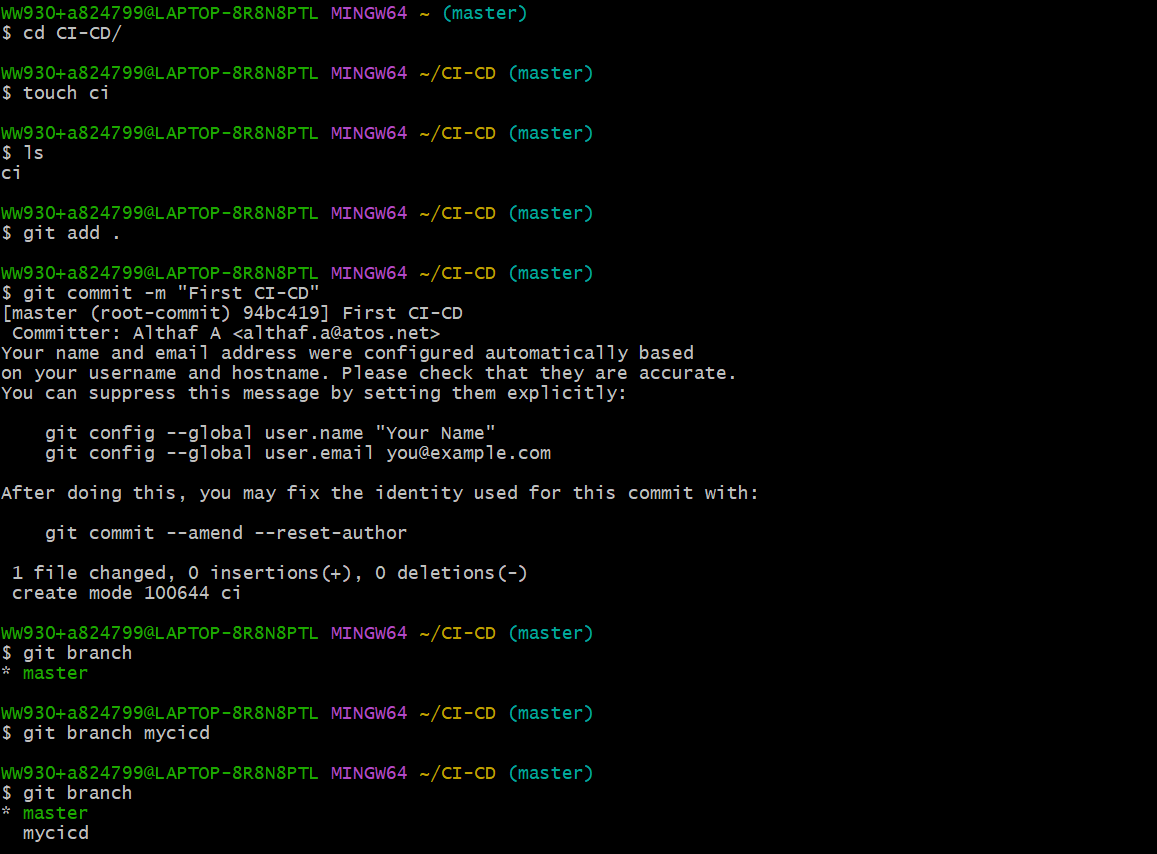 WW930+a824799@LAPTOP-8R8N8PTL MINGW64 ~ (master)
$ cd CI-CD/
WW930+a824799@LAPTOP-8R8N8PTL MINGW64 ~/CI-CD (master)
$ touch ci
WW930+a824799@LAPTOP-8R8N8PTL MINGW64 ~/CI-CD (master)
$ ls
ci
WW930+a824799@LAPTOP-8R8N8PTL MINGW64 ~/CI-CD (master)
$ git add .
WW930+a824799@LAPTOP-8R8N8PTL MINGW64 ~/CI-CD (master)
$ git commit -m "First CI-CD"
[master (root-commit) 94bc419] First CI-CD
 Committer: Althaf A <althaf.a@atos.net>
Your name and email address were configured automatically based
on your username and hostname. Please check that they are accurate.
You can suppress this message by setting them explicitly:
    git config --global user.name "Your Name"
    git config --global user.email you@example.com
After doing this, you may fix the identity used for this commit with:
    git commit --amend --reset-author
 1 file changed, 0 insertions(+), 0 deletions(-)
 create mode 100644 ci
WW930+a824799@LAPTOP-8R8N8PTL MINGW64 ~/CI-CD (master)
$ git branch
* master
WW930+a824799@LAPTOP-8R8N8PTL MINGW64 ~/CI-CD (master)
$ git branch mycicd
WW930+a824799@LAPTOP-8R8N8PTL MINGW64 ~/CI-CD (master)
$ git branch
* master
  mycicd